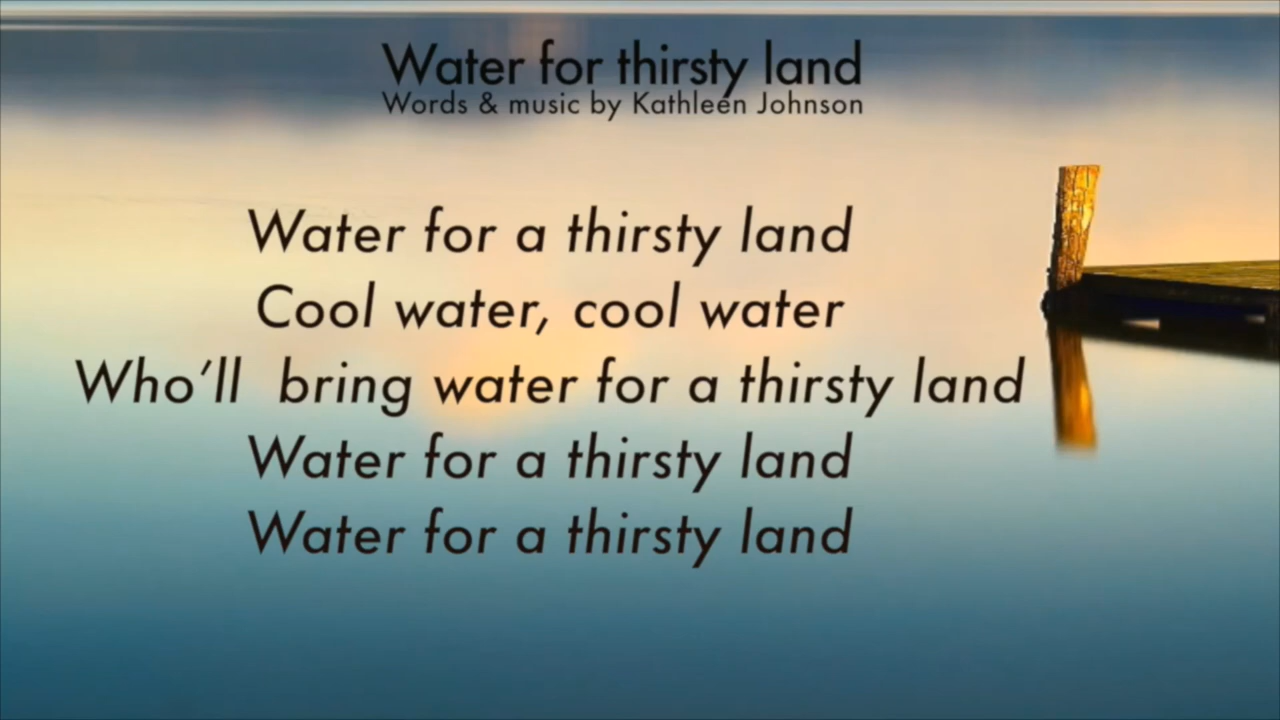 Water for thirsty land
Words & music by Kathleen Johnson
Water for a thirsty land
Cool water, cool water
Who'll bring water for a thirsty land
Water for a thirsty land
Water for a thirsty land